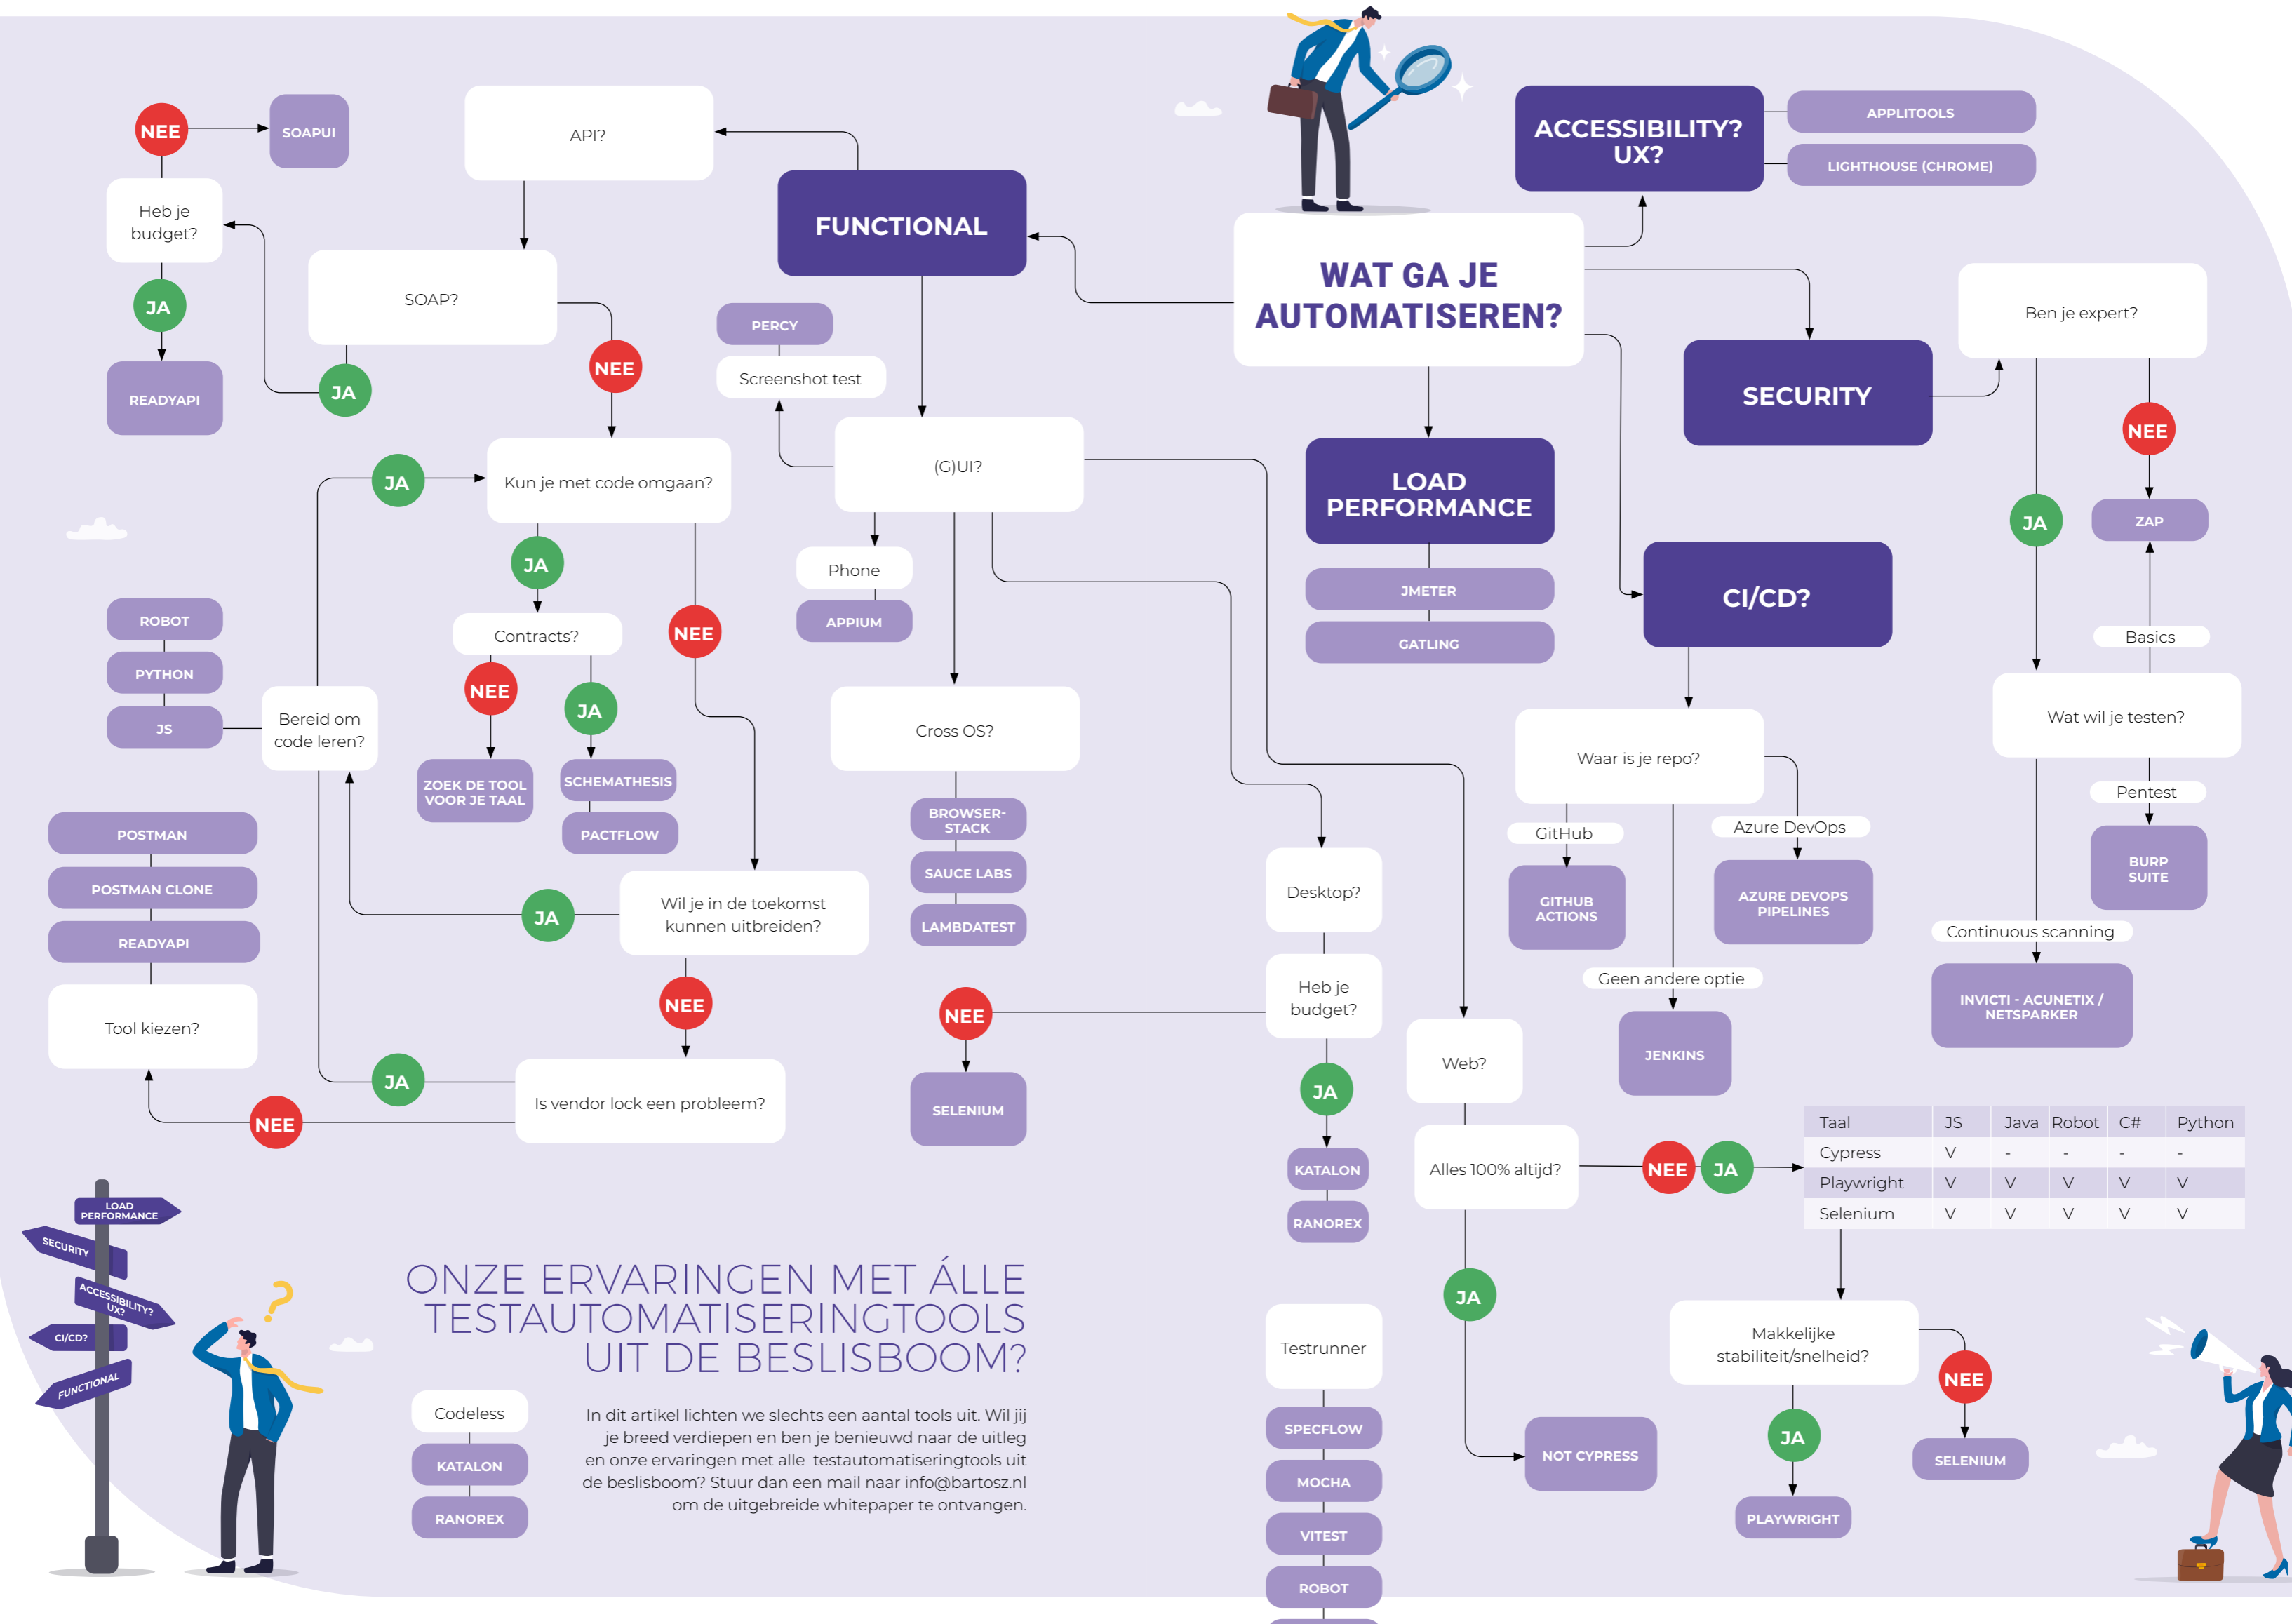 WAT GA JE
AUTOMATISEREN?
ACCESSIBILITY?
UX?
APPLITOOLS
LIGHTHOUSE (CHROME)
FUNCTIONAL
API?
NEE
SOAPUI
Heb je
budget?
JA
READYAPI
SOAP?
JA
NEE
PERCY
Screenshot test
(G)UI?
Phone
APPIUM
Kun je met code omgaan?
JA
JA
NEE
Contracts?
NEE
JA
ZOEK DE TOOL
VOOR JE TAAL
SCHEMATHESIS
PACTFLOW
ROBOT
PYTHON
JS
Bereid om
code leren?
POSTMAN
POSTMAN CLONE
READYAPI
Tool kiezen?
Wil je in de toekomst
kunnen uitbreiden?
JA
NEE
Is vendor lock een probleem?
JA
NEE
Cross OS?
BROWSER-
STACK
SAUCE LABS
LAMBDATEST
Desktop?
Heb je
budget?
NEE
SELENIUM
JA
KATALON
RANOREX
LOAD
PERFORMANCE
JMETER
GATLING
SECURITY
Ben je expert?
NEE
JA
ZAP
Basics
Wat wil je testen?
Pentest
BURP
SUITE
Continuous scanning
INVICTI - ACUNETIX /
NETSPARKER
CI/CD?
Waar is je repo?
GitHub
GITHUB
ACTIONS
Azure DevOps
AZURE DEVOPS
PIPELINES
Geen andere optie
JENKINS
Web?
Alles 100% altijd?
NEE
JA
Taal JS Java Robot C# Python
Cypress V - - - -
Playwright V V V V V
Selenium V V V V V
JA
NOT CYPRESS
Makkelijke
stabiliteit/snelheid?
NEE
JA
SELENIUM
PLAYWRIGHT
Testrunner
SPECFLOW
MOCHA
VITEST
ROBOT
LOAD
PERFORMANCE
SECURITY
ACCESSIBILITY?
UX?
CI/CD?
FUNCTIONAL
?
ONZE ERVARINGEN MET ÁLLE
TESTAUTOMATISERINGTOOLS
UIT DE BESLISBOOM?
Codeless
KATALON
RANOREX
In dit artikel lichten we slechts een aantal tools uit. Wil jij
je breed verdiepen en ben je benieuwd naar de uitleg
en onze ervaringen met alle testautomatiseringtools uit
de beslisboom? Stuur dan een mail naar info@bartosz.nl
om de uitgebreide whitepaper te ontvangen.